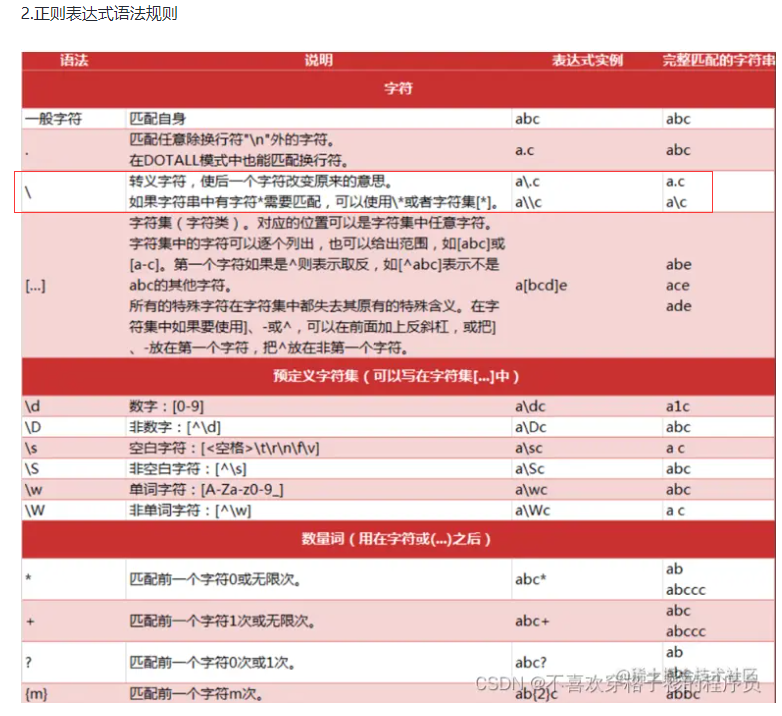 2.正则表达式语法规则
语法 说明 表达式实例 完整匹配的字符串
字符
一般字符 匹配自身 abc abc
. 匹配任意除换行符"\n"外的字符。
在DOTALL模式中也能匹配换行符。 a.c abc
\ 转义字符，使后一个字符改变原来的意思。 a\.c a.c
如果字符串中有字符*需要匹配，可以使用\*或者字符集[*]。 a\\c a\c
[...] 字符集（字符类）。对应的位置可以是字符集中任意字符。
字符集中的字符可以逐个列出，也可以给出范围，如[abc]或
[a-c]。第一个字符如果是^则表示取反，如[^abc]表示不是 abe
abc的其他字符。 a[bcd]e ace
所有的特殊字符在字符集中都失去其原有的特殊含义。在字 ade
符集中如果要使用]、-或^，可以在前面加上反斜杠，或把]
、-放在第一个字符，把^放在非第一个字符。
预定义字符集（可以写在字符集[...]中）
\d 数字：[0-9] a\dc a1c
\D 非数字：[^\d] a\Dc abc
\s 空白字符：[<空格>\t\r\n\f\v] a\sc a c
\S 非空白字符：[^\s] a\Sc abc
\w 单词字符：[A-Za-z0-9_] a\wc abc
\W 非单词字符：[^\w] a\Wc a c
数量词（用在字符或(...)之后）
* 匹配前一个字符0或无限次。 abc* ab
abccc
+ 匹配前一个字符1次或无限次。 abc+ abc
abccc
? 匹配前一个字符0次或1次。 abc? ab
abc
@稀土掘金技术社区
{m} 匹配前一个字符m次。 ab{2}c abbc
CSDN @不喜欢穿格子衫的程序员